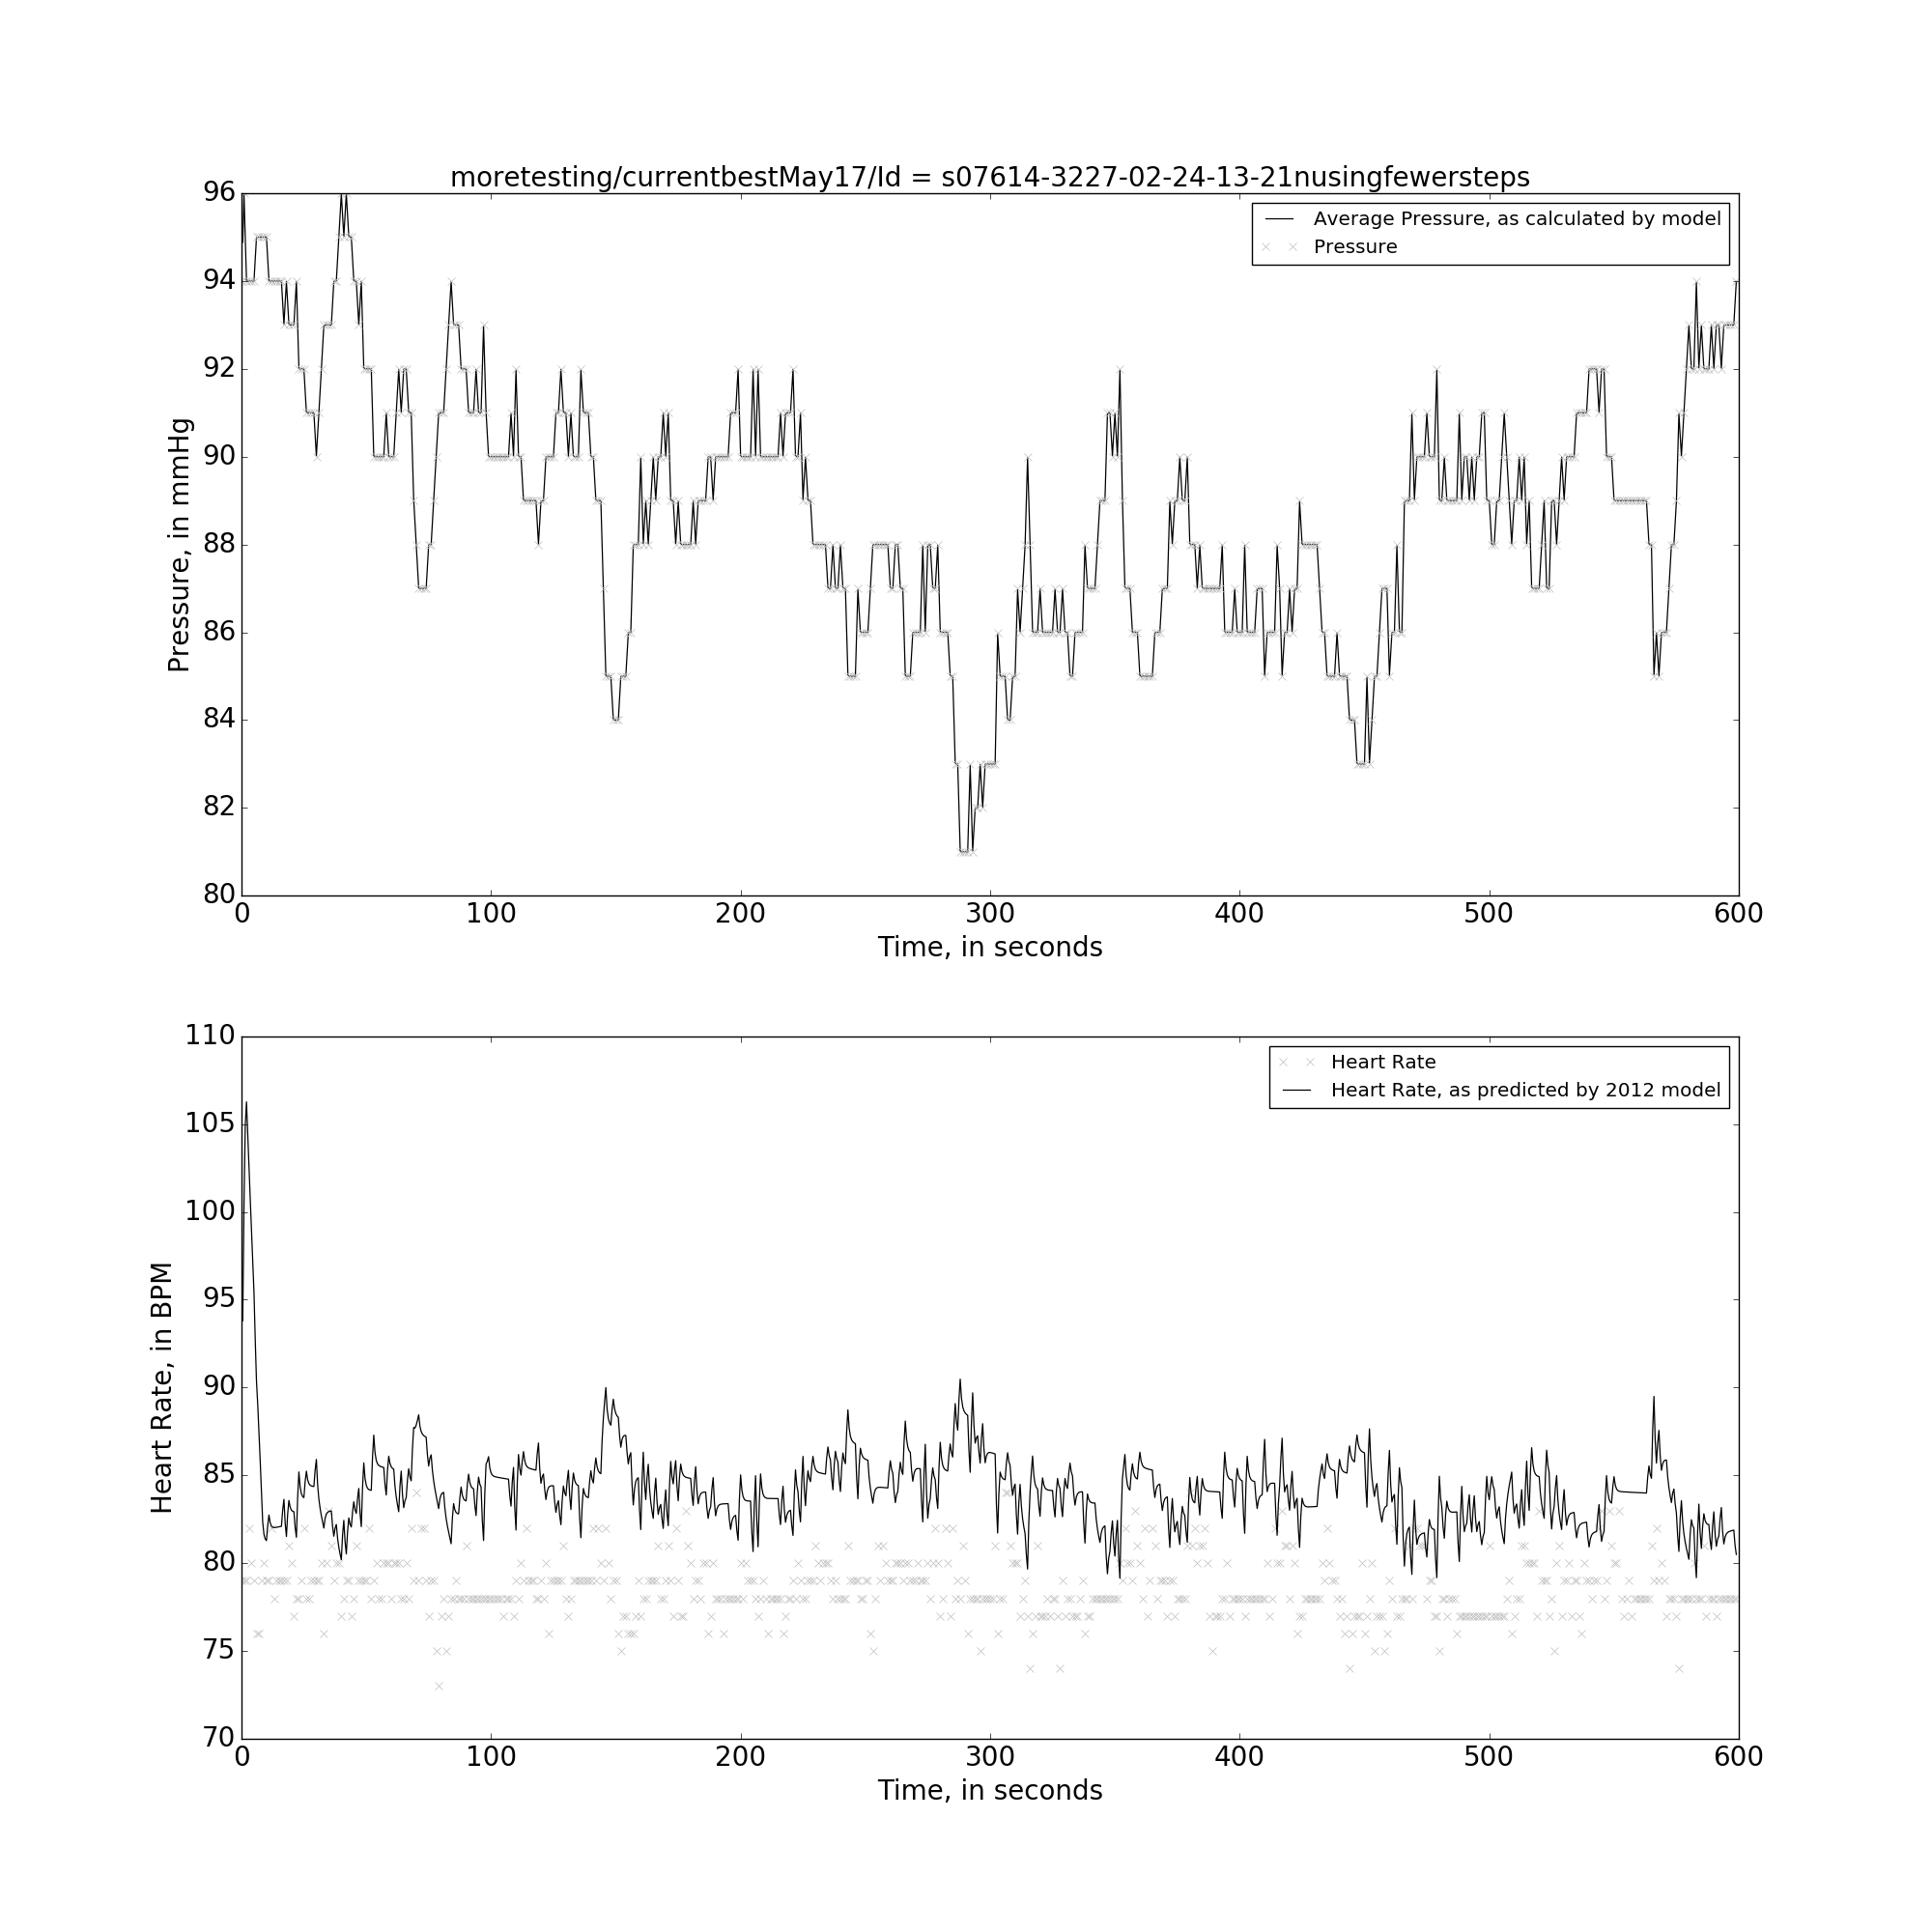 moretesting/currentbestMay17/Id = s07614-3227-02-24-13-21nusingfewersteps
96
94
92
90
88
86
84
82
80
Pressure, in mmHg
Average Pressure, as calculated by model
Pressure
0 100 200 300 400 500 600
Time, in seconds
110
105
100
95
90
85
80
75
70
Heart Rate, in BPM
Heart Rate
Heart Rate, as predicted by 2012 model
0 100 200 300 400 500 600
Time, in seconds